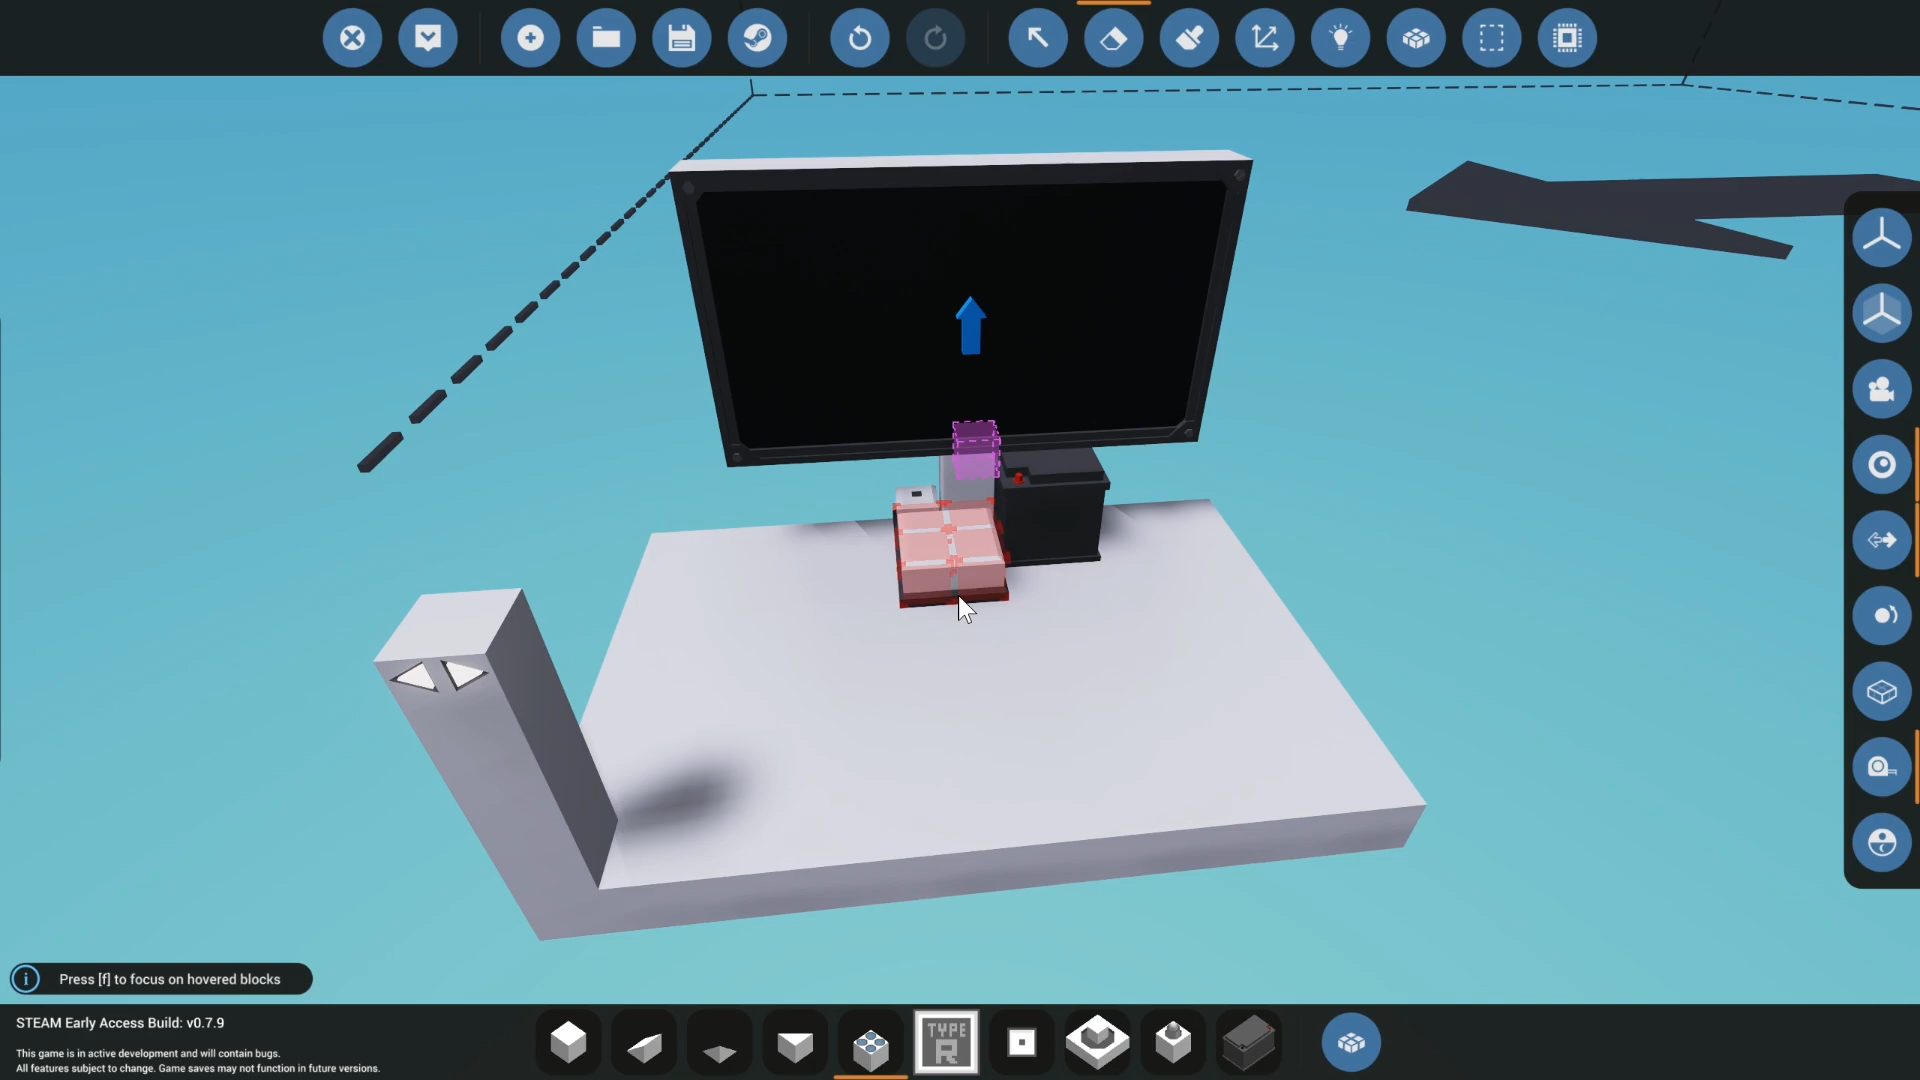 Press [f] to focus on hovered blocks
STEAM Early Access Build: v0.7.9
This game is in active development and will contain bugs.
All features subject to change. Game saves may not function in future versions.
TYPE
R